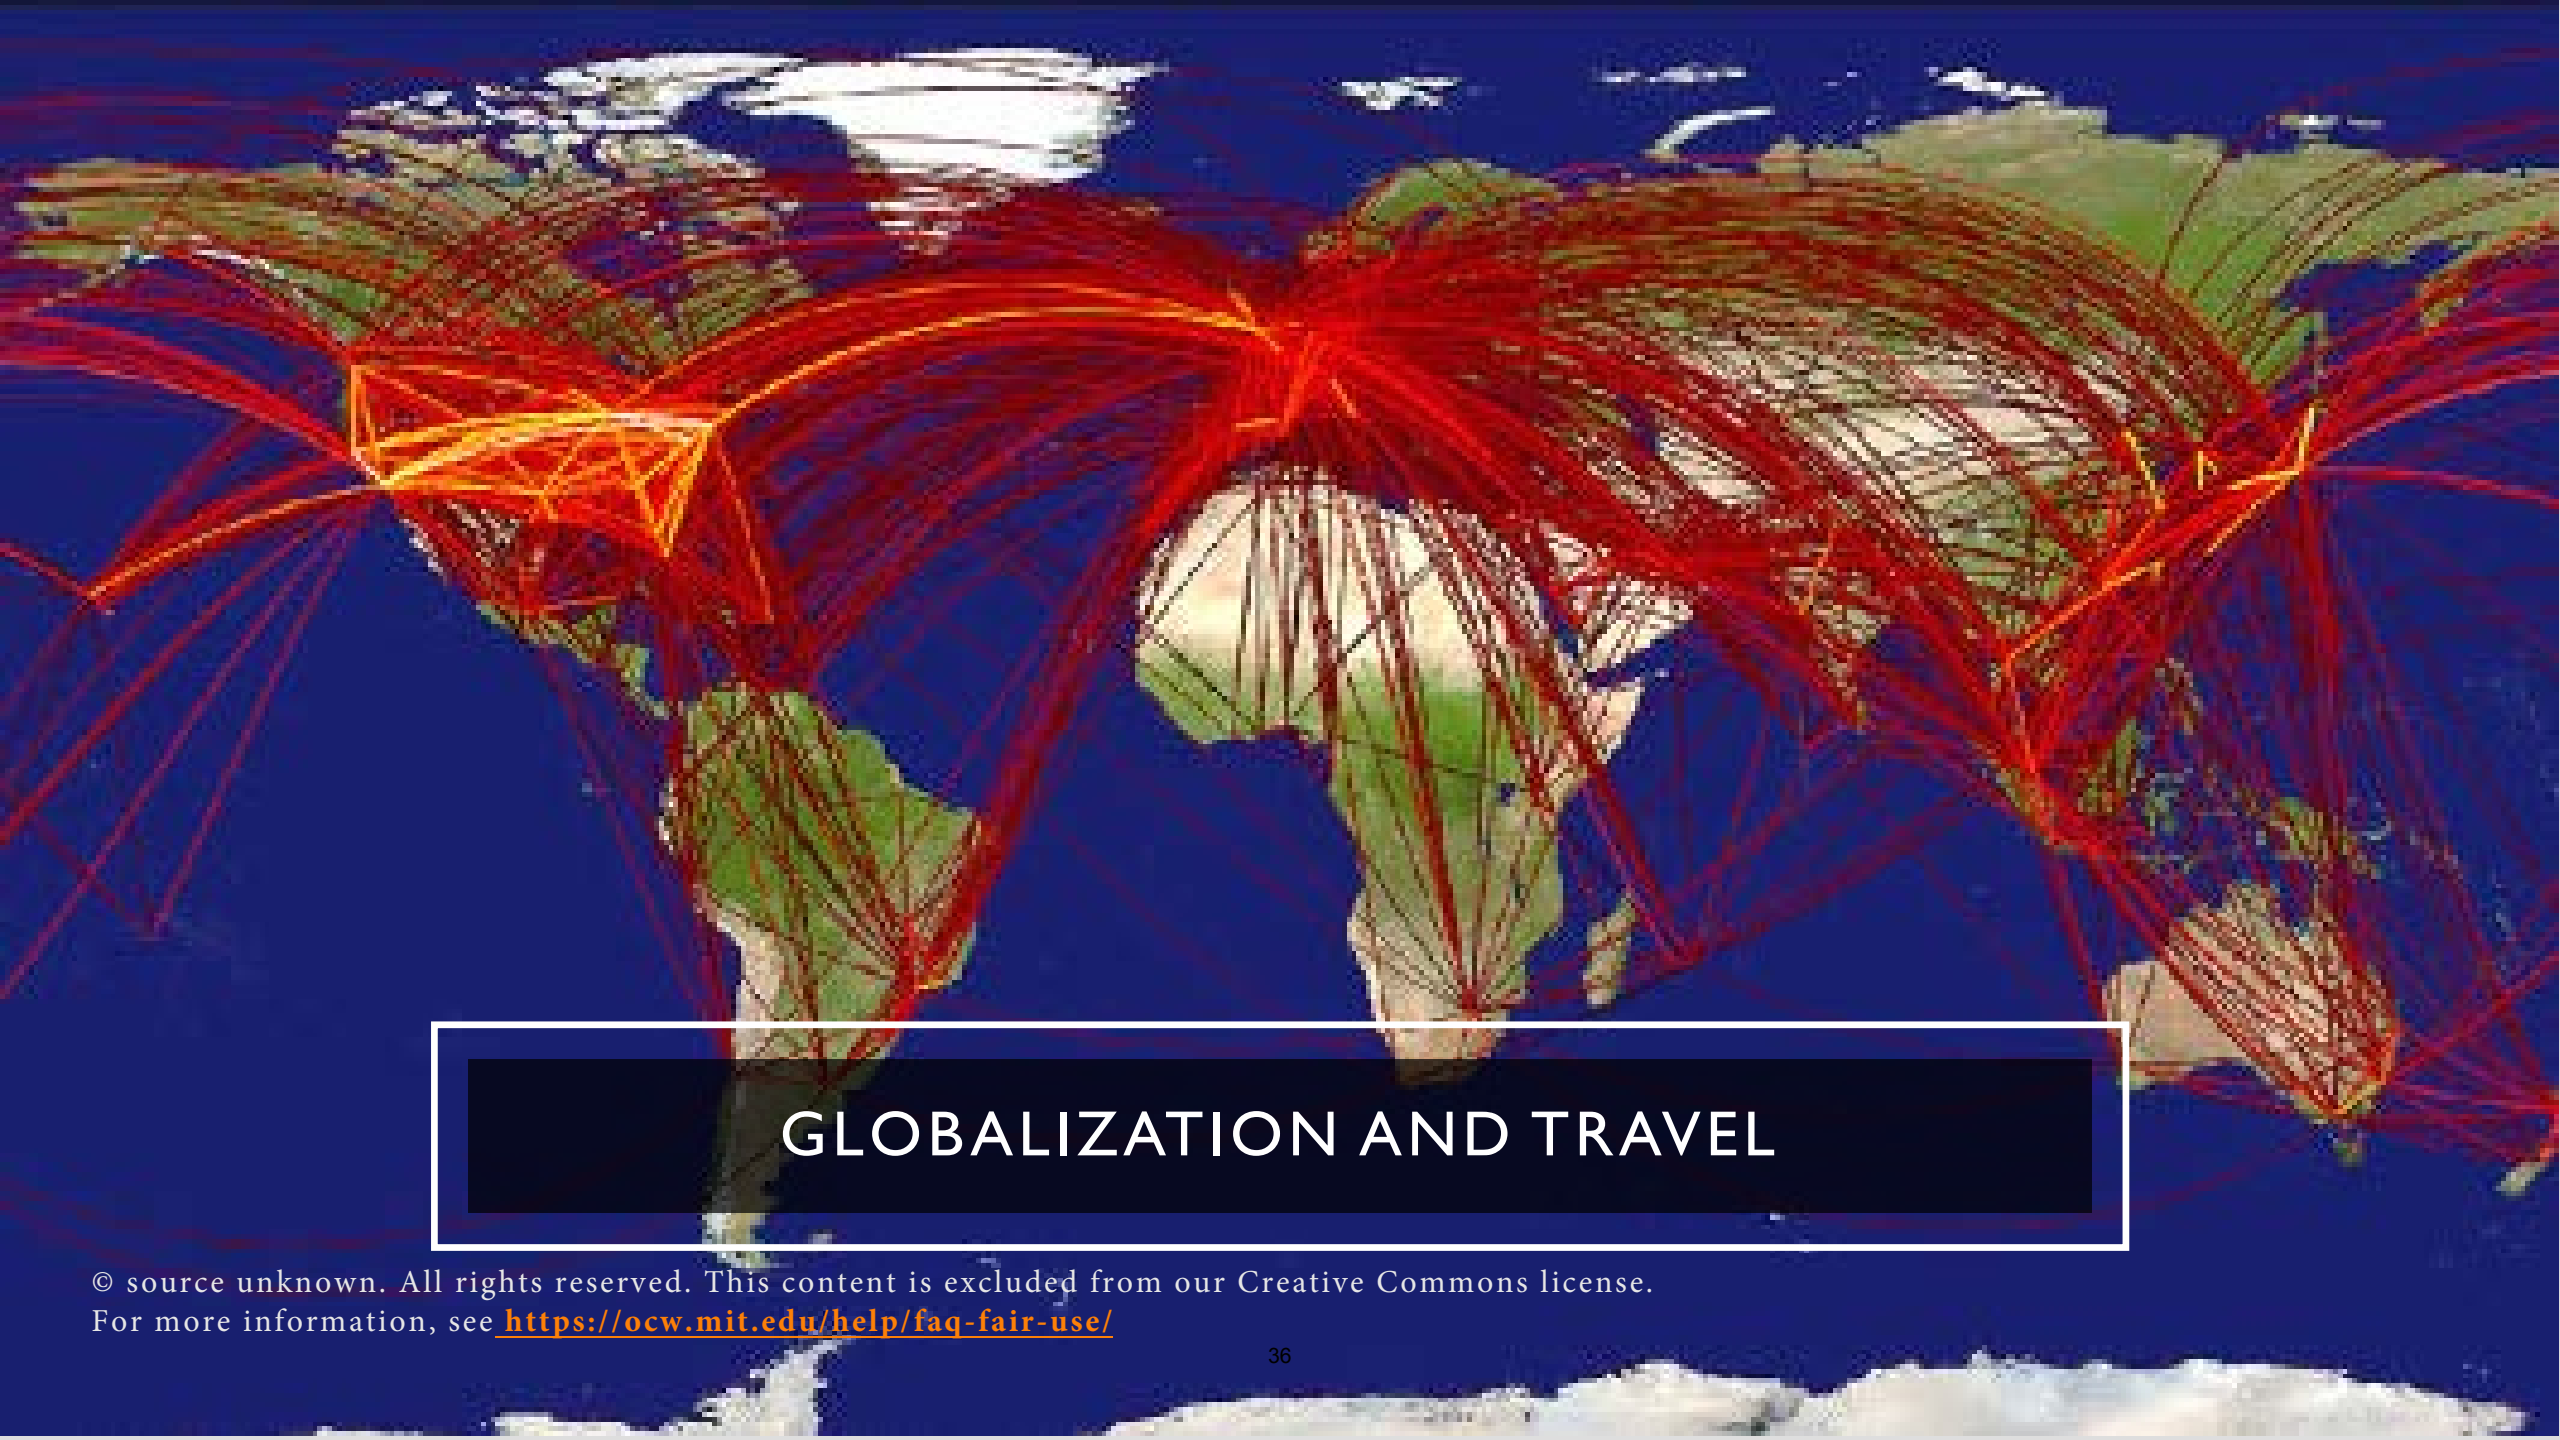 GLOBALIZATION AND TRAVEL
© source unknown. All rights reserved. This content is excluded from our Creative Commons license.
For more information, see https://ocw.mit.edu/help/faq-fair-use/
36